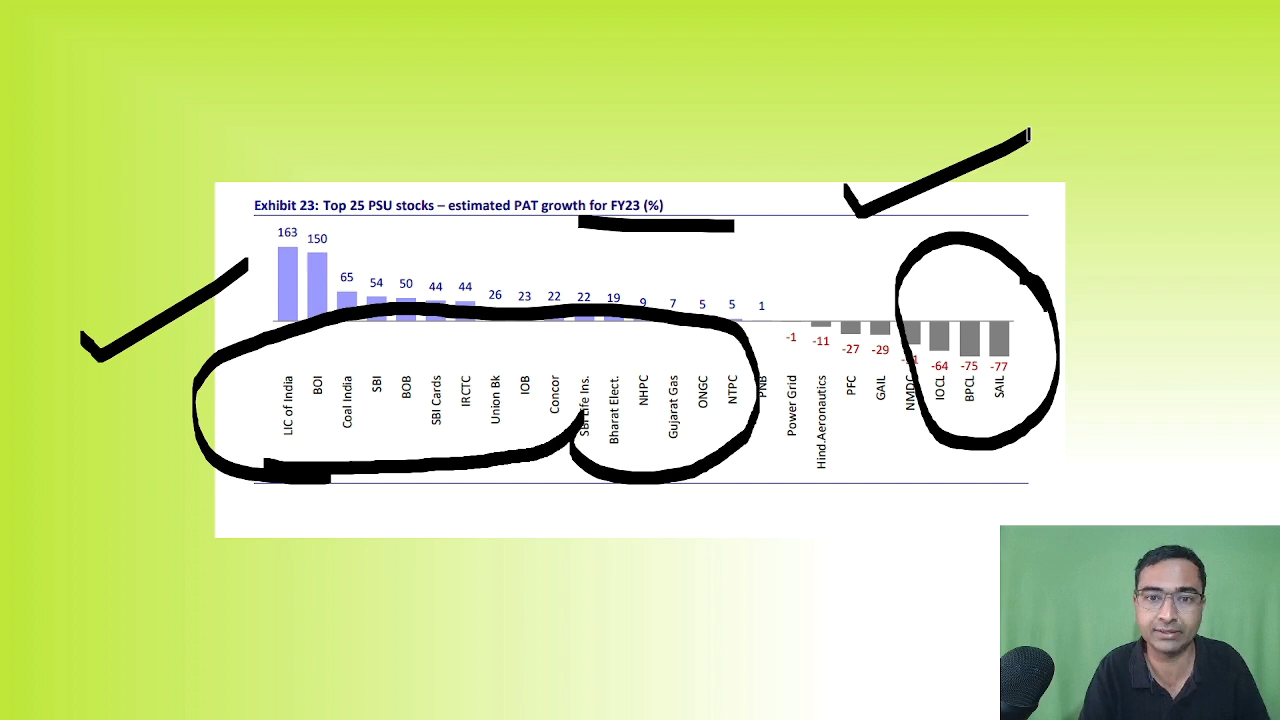 Exhibit 23: Top 25 PSU stocks – estimated PAT growth for FY23 (%)
163 150 65 54 50 44 44 26 23 22 22 19 9 7 5 5 1
-1 -11 -27 -29 -64 -75 -77
LIC of India
BOI
Coal India
SBI
BOB
SBI Cards
IRCTC
Union Bk
IOB
Concor
SBI Life Ins.
Bharat Elect.
NHPC
Gujarat Gas
ONGC
NTPC
PNB
Power Grid
Hind.Aeronautics
PFC
GAIL
NMDC
IOCL
BPCL
SAIL